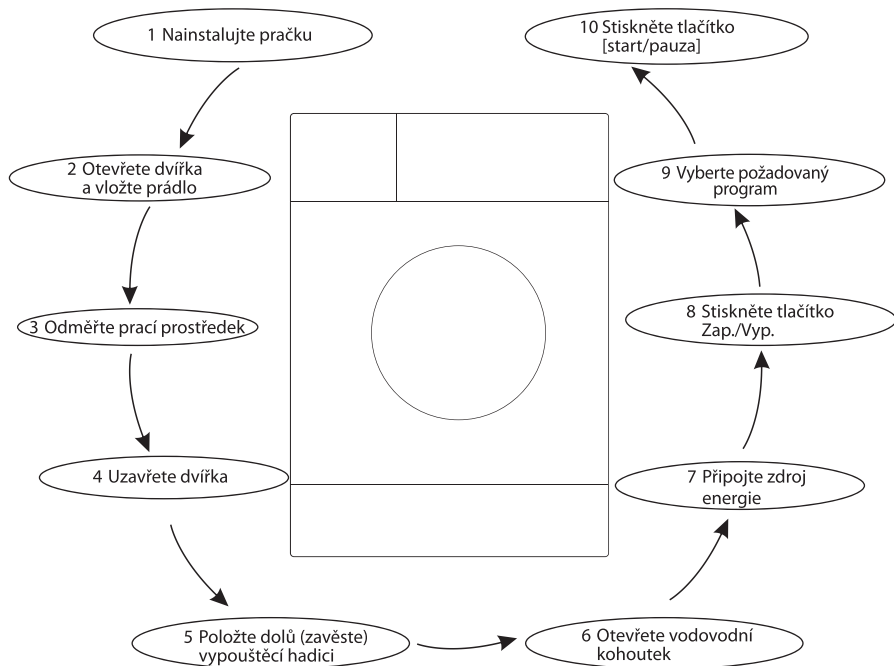 1 Nainstalujte pračku
2 Otevřete dvířka
a vložte prádlo
3 Odměřte prací prostředek
4 Uzavřete dvířka
5 Položte dolů (zavěste)
vypouštěcí hadici
6 Otevřete vodovodní
kohoutek
7 Připojte zdroj
energie
8 Stiskněte tlačítko
Zap./Vyp.
9 Vyberte požadovaný
program
10 Stiskněte tlačítko
[start/pauza]